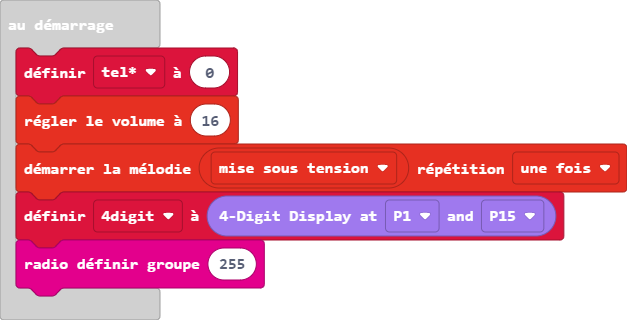 au démarrage
définir tel* à 0
régler le volume à 16
démarrer la mélodie mise sous tension répétition une fois
définir 4digit à 4-Digit Display at P1 and P15
radio définir groupe 255